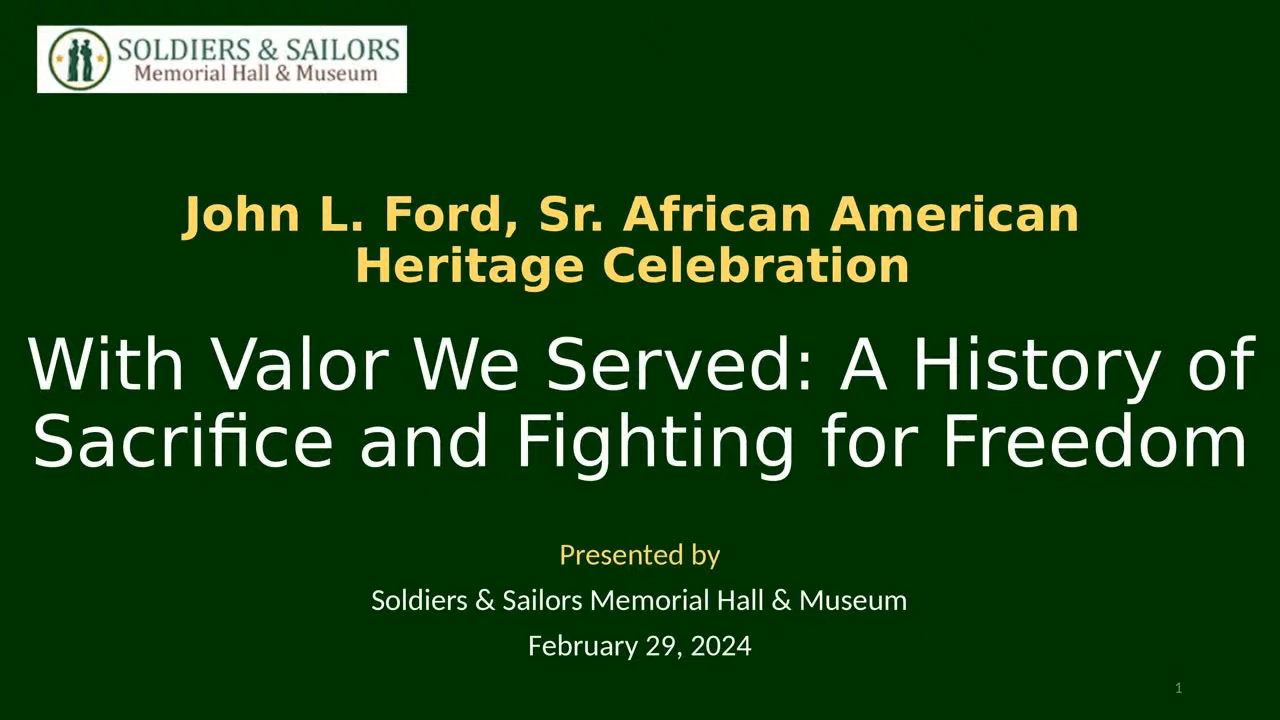 SOLDIERS & SAILORS
Memorial Hall & Museum
John L. Ford, Sr. African American
Heritage Celebration
With Valor We Served: A History of
Sacrifice and Fighting for Freedom
Presented by
Soldiers & Sailors Memorial Hall & Museum
February 29, 2024
1